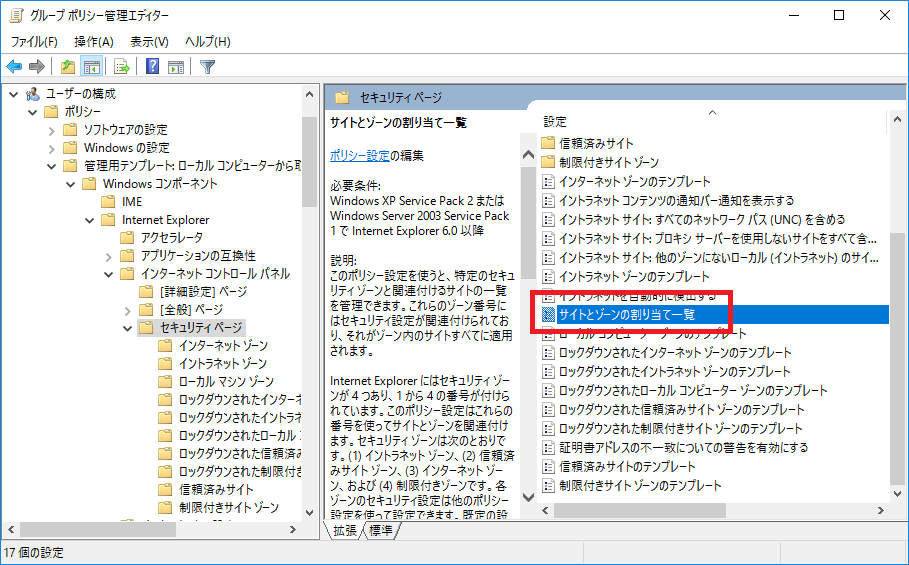 グループ ポリシー管理エディター
ファイル(F) 操作(A) 表示(V) ヘルプ(H)
ユーザーの構成
ポリシー
ソフトウェアの設定
Windows の設定
管理用テンプレート: ローカル コンピューターから取
Windows コンポーネント
IME
Internet Explorer
アクセラレータ
アプリケーションの互換性
インターネット コントロール パネル
[詳細設定] ページ
[全般] ページ
セキュリティ ページ
インターネット ゾーン
イントラネット ゾーン
ローカル マシン ゾーン
ロックダウンされたインターネ
ロックダウンされたイントラネ
ロックダウンされたローカル コ
ロックダウンされた信頼済み
ロックダウンされた制限付き
信頼済みサイト
制限付きサイト ゾーン
セキュリティ ページ
サイトとゾーンの割り当て一覧
ポリシー設定の編集
必要条件:
Windows XP Service Pack 2 または
Windows Server 2003 Service Pack
1 で Internet Explorer 6.0 以降
説明:
このポリシー設定を使うと、特定のセキュ
リティ ゾーンと関連付けるサイトの一覧
を管理できます。これらのゾーン番号に
はセキュリティ設定が関連付けられてお
り、それがゾーン内のサイトすべてに適用
されます。
Internet Explorer にはセキュリティ ゾー
ンが 4 つあり、1 から 4 の番号が付けら
れています。このポリシー設定はこれらの
番号を使ってサイトとゾーンを関連付け
ます。セキュリティ ゾーンは次のとおりで
す。(1) イントラネット ゾーン、(2) 信頼済
みサイト ゾーン、(3) インターネット ゾー
ン、および (4) 制限付きゾーンです。各
ゾーンのセキュリティ設定は他のポリシー
設定を使って設定できます。既定の設
設定
信頼済みサイト
制限付きサイト ゾーン
インターネット ゾーンのテンプレート
イントラネット コンテンツの通知バー通知を表示する
イントラネット サイト: すべてのネットワーク パス (UNC) を含める
イントラネット サイト: プロキシ サーバーを使用しないサイトをすべて含...
イントラネット サイト: 他のゾーンにないローカル (イントラネット) のサイ...
イントラネット ゾーンのテンプレート
イントラネットを自動的に検出する
サイトとゾーンの割り当て一覧
ローカル コンピューター ゾーンのテンプレート
ロックダウンされたインターネット ゾーンのテンプレート
ロックダウンされたイントラネット ゾーンのテンプレート
ロックダウンされたローカル コンピューター ゾーンのテンプレート
ロックダウンされた信頼済みサイト ゾーンのテンプレート
ロックダウンされた制限付きサイト ゾーンのテンプレート
証明書アドレスの不一致についての警告を有効にする
信頼済みサイト ゾーンのテンプレート
制限付きサイト ゾーンのテンプレート
拡張 標準
17 個の設定